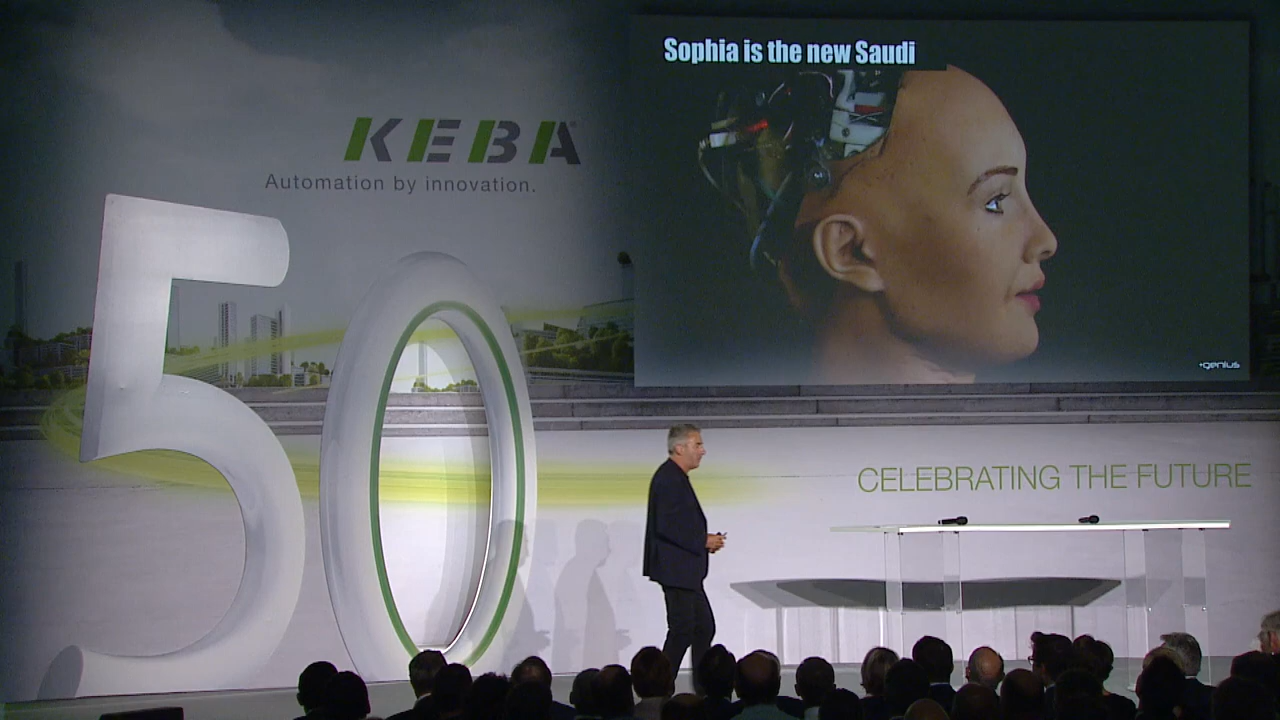 Sophia is the new Saudi
KEBA
Automation by innovation.
50
+genius
CELEBRATING THE FUTURE